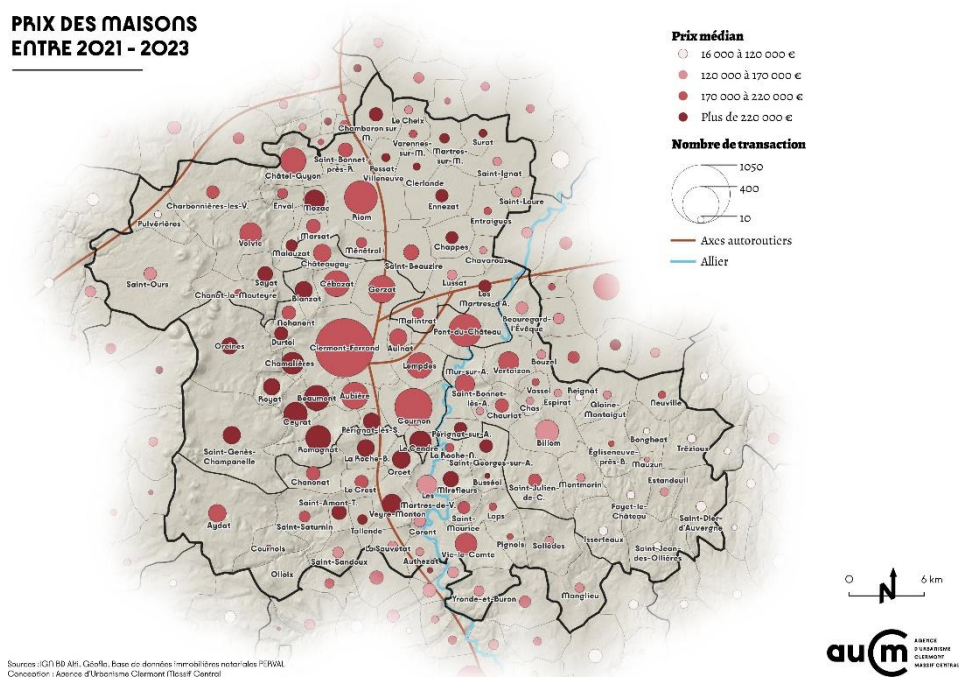 PRIX DES MAISONS
ENTRE 2021 - 2023
Prix médian
16 000 à 120 000 €
120 000 à 170 000 €
170 000 à 220 000 €
Plus de 220 000 €
Nombre de transaction
1050
400
10
Axes autoroutiers
Allier
Chambaron sur
M.
Le Cheix
Varennes-
sur-M.
Martres-
sur-M.
Surat
Saint-Bonnet
près-R.
Pessat-
Villeneuve
Châtel-Guyon
Clerlande
Saint-Ignat
Charbonnières-les-V.
Enval
Mozac
Riom
Ennezat
Saint-Laure
Pulvérières
Entraigues
Marsat
Volvic
Malauzat
Ménétrol
Chappes
Châteaugay
Saint-Beauzire
Chavaroux
Saint-Ours
Sayat
Cébazat
Gerzat
Lussat
Les
Martres-d'A.
Chanat-la-Mouteyre
Blanzat
Nohanent
Malintrat
Beauregard-
l'Évêque
Durtol
Clermont-Ferrand
Pont-du-Château
Orcines
Aulnat
Chamalières
Lempdes
Vertaizon
Bouzel
Mur-sur-A.
Royat
Beaumont
Aubière
Saint-Bonnet-
lès-A.
Vassel
Reignat
Espirat
Glaine-
Montaigut
Neuville
Ceyrat
Cournon
Chauriat
Chas
Pérignat-lès-S.
Pérignat-sur-A.
Billom
Bongheat
Trézioux
Romagnat
Le Cendre
La Roche-N.
Saint-Genès-
Champanelle
La Roche-B.
Orcet
Saint-Georges-sur-A.
Égliseneuve-
près-B.
Mauzun
Chanonat
Le Crest
Mirefleurs
Busséol
Saint-Julien-
de-C.
Montmorin
Estandeuil
Les
Martres-de-V.
Saint-Amant-T.
Veyre-Monton
Fayet-le-
Château
Aydat
Saint-Saturnin
Tallende
Corent
Saint-
Maurice
Laps
Saint-Dier-
d'Auvergne
Isserteaux
Pignols
Sallèdes
Cournols
La Sauvetat
Vic-le-Comte
Saint-Jean-
des-Ollières
Saint-Sandoux
Authezat
Olloix
Yronde-et-Buron
Manglieu
0
6 km
N
auCm
AGENCE
D'URBANISME
CLERMONT
MASSIF CENTRAL
Sources : IGN BD Alti, Géofla, Base de données immobilières notariales PERVAL
Conception : Agence d'Urbanisme Clermont Massif Central